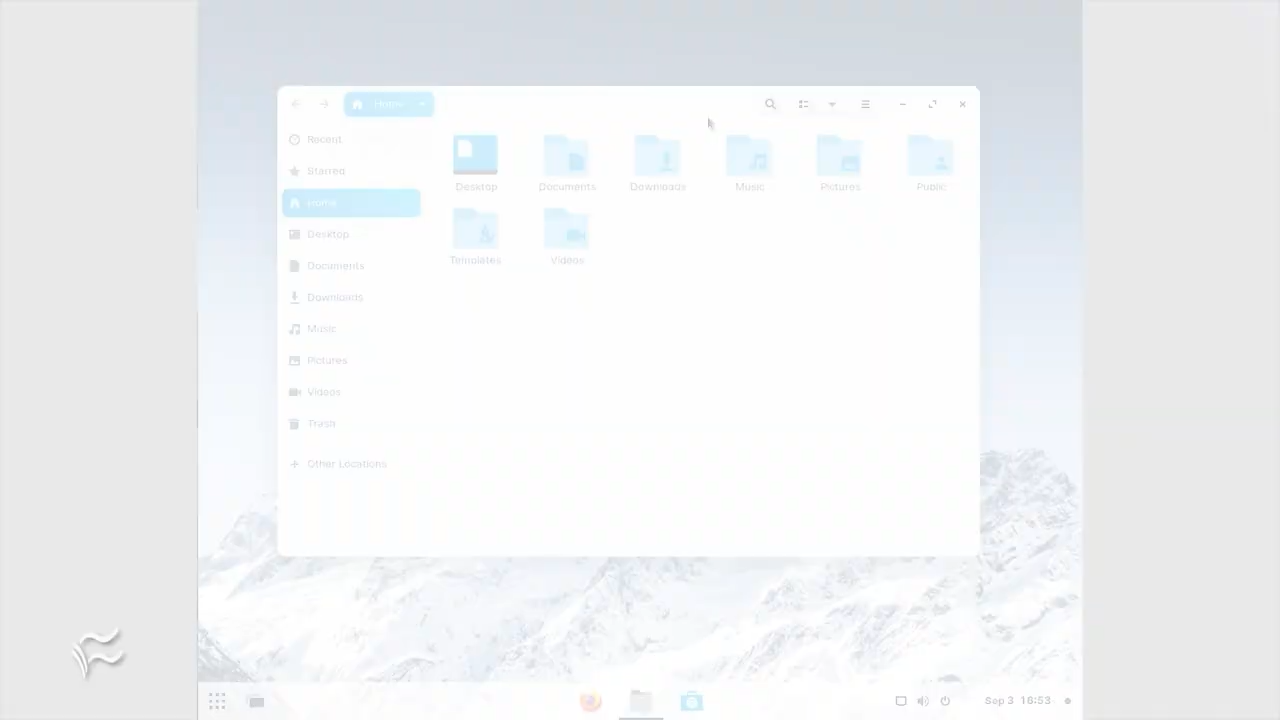 Home
Recent
Starred
Home
Desktop
Documents
Downloads
Music
Pictures
Videos
Trash
Other Locations
Desktop Documents Downloads Music Pictures Public
Templates Videos
Sep 3 18:53